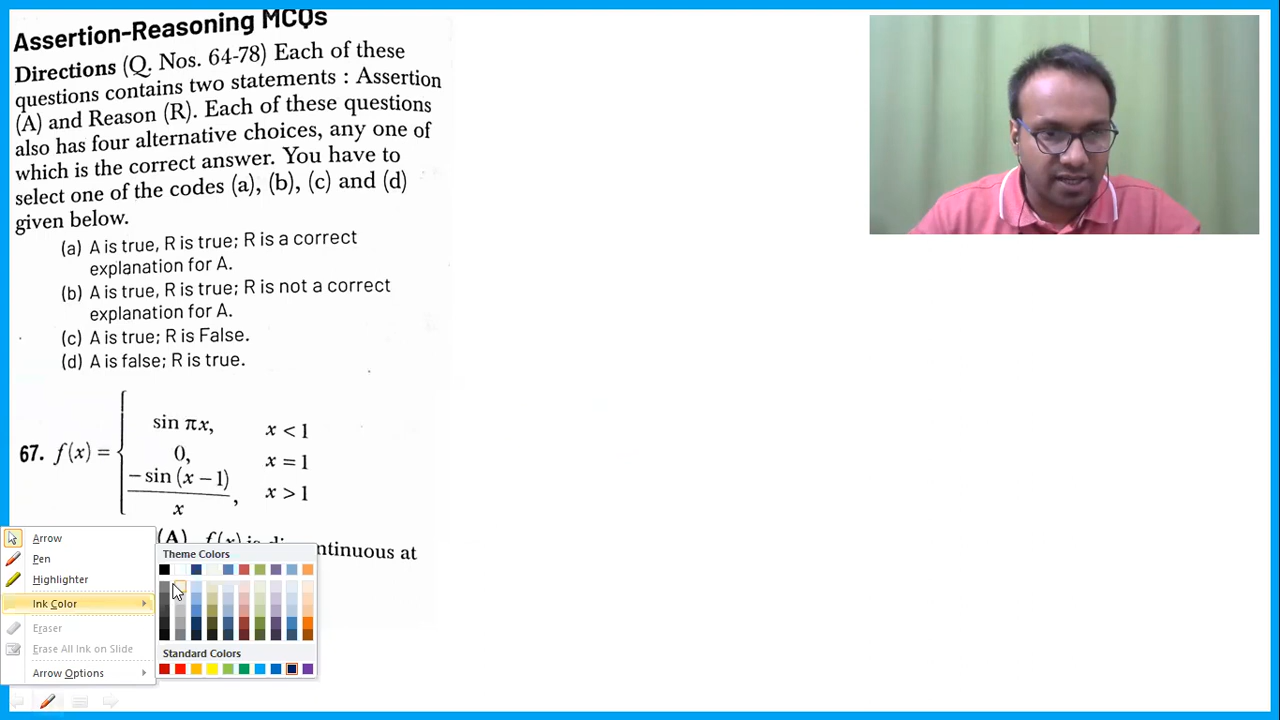 Assertion-Reasoning MCQs
Directions (Q. Nos. 64-78) Each of these
questions contains two statements : Assertion
(A) and Reason (R). Each of these questions
also has four alternative choices, any one of
which is the correct answer. You have to
select one of the codes (a), (b), (c) and (d)
given below.
(a) A is true, R is true; R is a correct
explanation for A.
(b) A is true, R is true; R is not a correct
explanation for A.
(c) A is true; R is False.
(d) A is false; R is true.
sin πx, x < 1
67. f(x) = 0, x = 1
−sin (x − 1)
x , x > 1
(A) f(x) is ntinuous at
Arrow
Pen
Highlighter
Ink Color
Eraser
Erase All Ink on Slide
Arrow Options
Theme Colors
Standard Colors